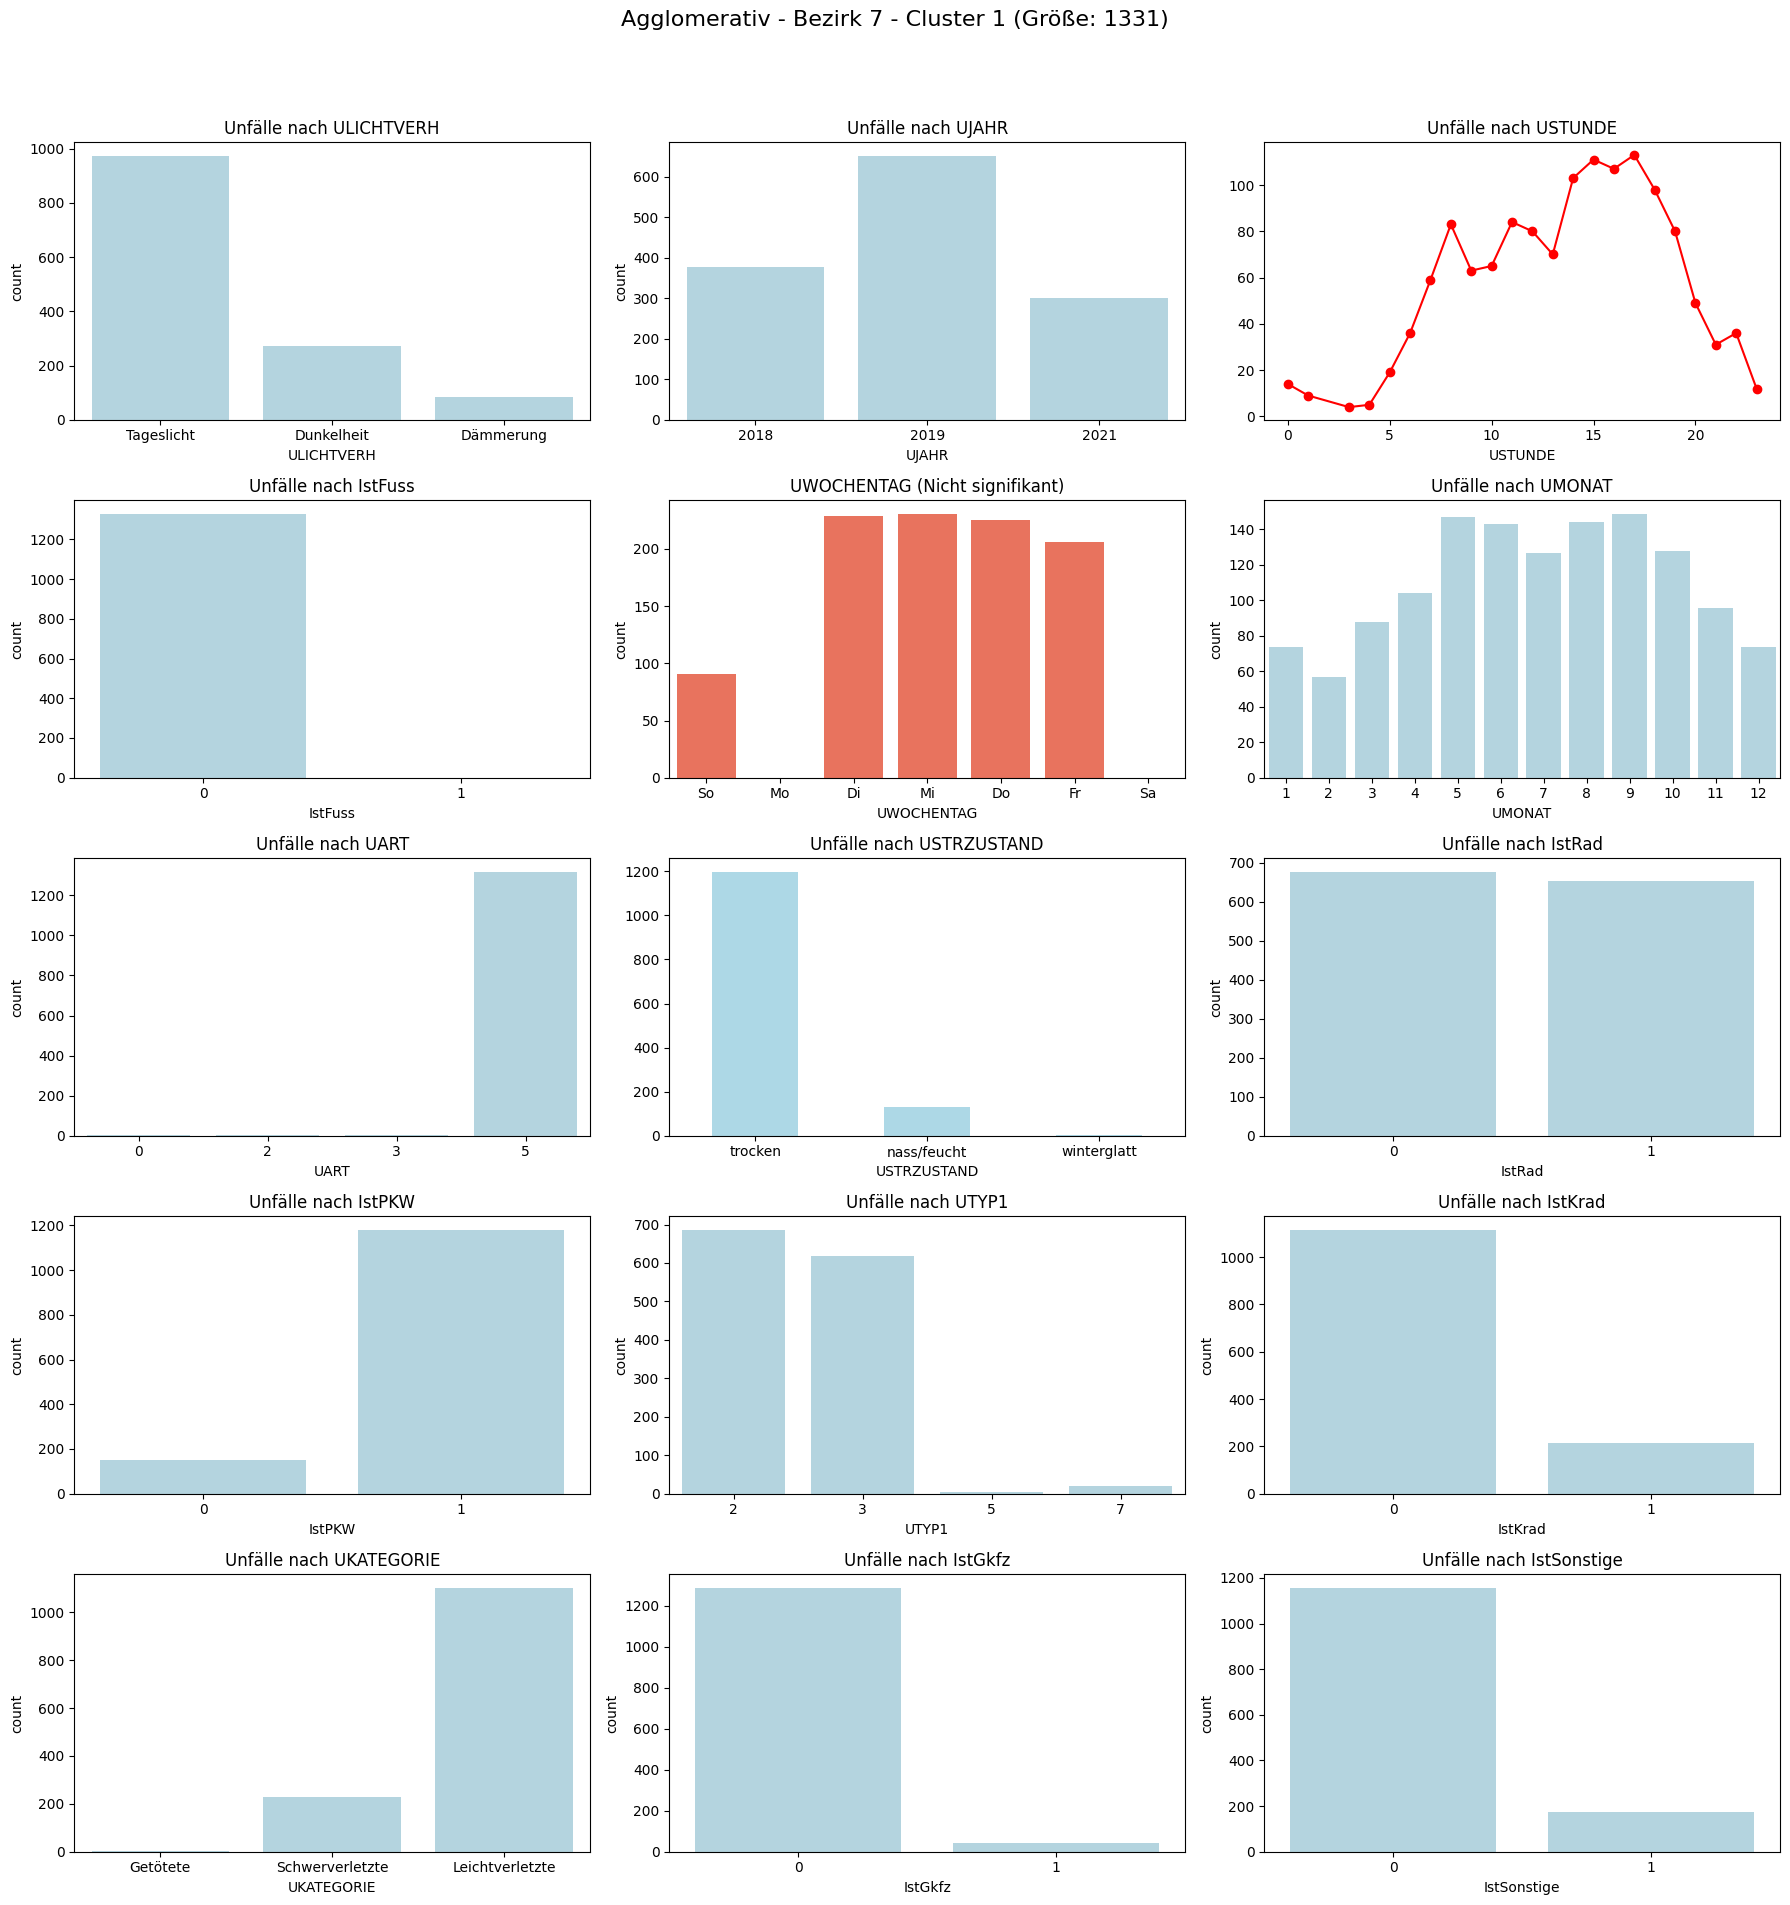 Agglomerativ - Bezirk 7 - Cluster 1 (Größe: 1331)
Unfälle nach ULICHTVERH
1000
800
600
400
200
0
count
Tageslicht Dunkelheit Dämmerung
ULICHTVERH
Unfälle nach UJAHR
600
500
400
300
200
100
0
count
2018 2019 2021
UJAHR
Unfälle nach USTUNDE
100
80
60
40
20
0
0 5 10 15 20
USTUNDE
Unfälle nach IstFuss
1200
1000
800
600
400
200
0
count
0 1
IstFuss
UWOCHENTAG (Nicht signifikant)
200
150
100
50
0
count
So Mo Di Mi Do Fr Sa
UWOCHENTAG
Unfälle nach UMONAT
140
120
100
80
60
40
20
0
count
1 2 3 4 5 6 7 8 9 10 11 12
UMONAT
Unfälle nach UART
1200
1000
800
600
400
200
0
count
0 2 3 5
UART
Unfälle nach USTRZUSTAND
1200
1000
800
600
400
200
0
count
trocken nass/feucht winterglatt
USTRZUSTAND
Unfälle nach IstRad
700
600
500
400
300
200
100
0
count
0 1
IstRad
Unfälle nach IstPKW
1200
1000
800
600
400
200
0
count
0 1
IstPKW
Unfälle nach UTYP1
700
600
500
400
300
200
100
0
count
2 3 5 7
UTYP1
Unfälle nach IstKrad
1000
800
600
400
200
0
count
0 1
IstKrad
Unfälle nach UKATEGORIE
1000
800
600
400
200
0
count
Getötete Schwerverletzte Leichtverletzte
UKATEGORIE
Unfälle nach IstGkfz
1200
1000
800
600
400
200
0
count
0 1
IstGkfz
Unfälle nach IstSonstige
1200
1000
800
600
400
200
0
count
0 1
IstSonstige